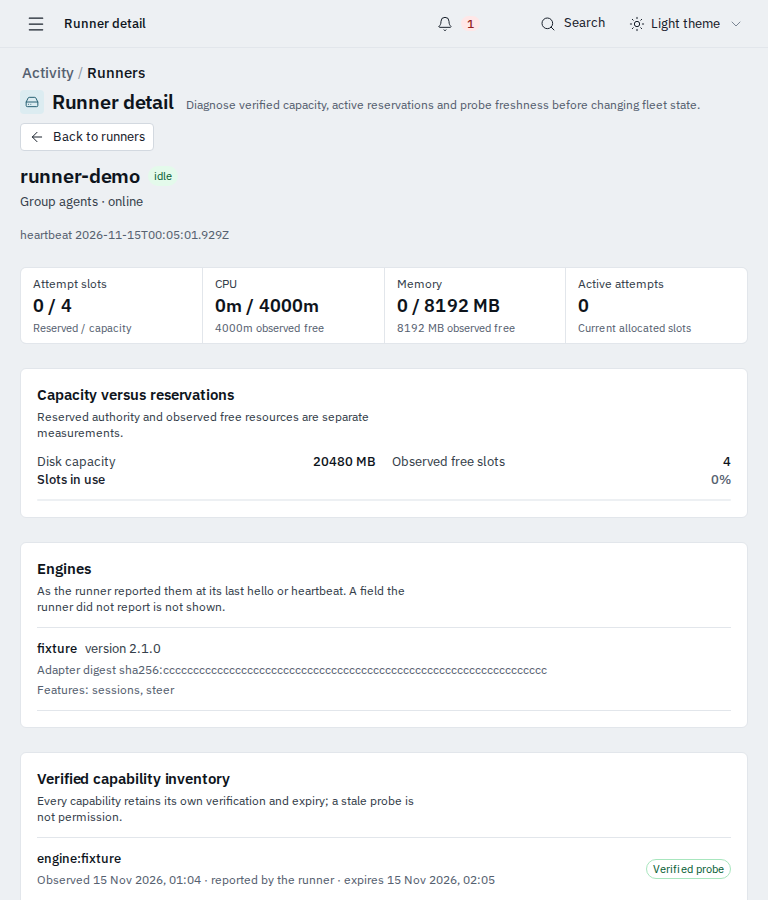 Runner detail
1
Search
Light theme
Activity / Runners
Runner detail
Diagnose verified capacity, active reservations and probe freshness before changing fleet state.
Back to runners
runner-demo
idle
Group agents · online
heartbeat 2026-11-15T00:05:01.929Z
Attempt slots
0 / 4
Reserved / capacity
CPU
0m / 4000m
4000m observed free
Memory
0 / 8192 MB
8192 MB observed free
Active attempts
0
Current allocated slots
Capacity versus reservations
Reserved authority and observed free resources are separate
measurements.
Disk capacity 20480 MB
Observed free slots 4
Slots in use 0%
Engines
As the runner reported them at its last hello or heartbeat. A field the
runner did not report is not shown.
fixture version 2.1.0
Adapter digest sha256:cccccccccccccccccccccccccccccccccccccccccccccccccccccccccccccccc
Features: sessions, steer
Verified capability inventory
Every capability retains its own verification and expiry; a stale probe is
not permission.
engine:fixture
Observed 15 Nov 2026, 01:04 · reported by the runner · expires 15 Nov 2026, 02:05
Verified probe